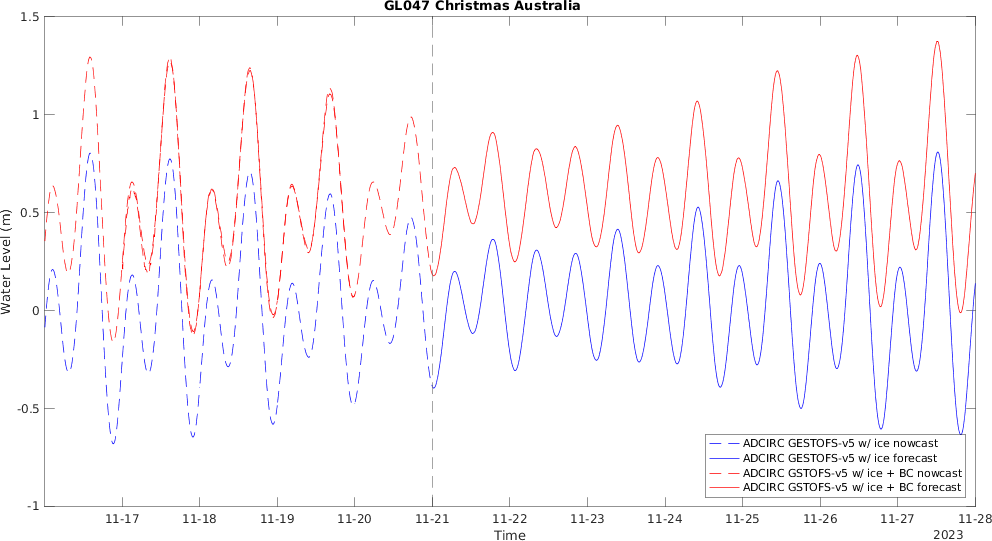 GL047 Christmas Australia
Water Level (m)
1.5
1
0.5
0
-0.5
-1
ADCIRC GESTOFS-v5 w/ ice nowcast
ADCIRC GESTOFS-v5 w/ ice forecast
ADCIRC GSTOFS-v5 w/ ice + BC nowcast
ADCIRC GSTOFS-v5 w/ ice + BC forecast
11-17 11-18 11-19 11-20 11-21 11-22 11-23 11-24 11-25 11-26 11-27 11-28
Time
2023